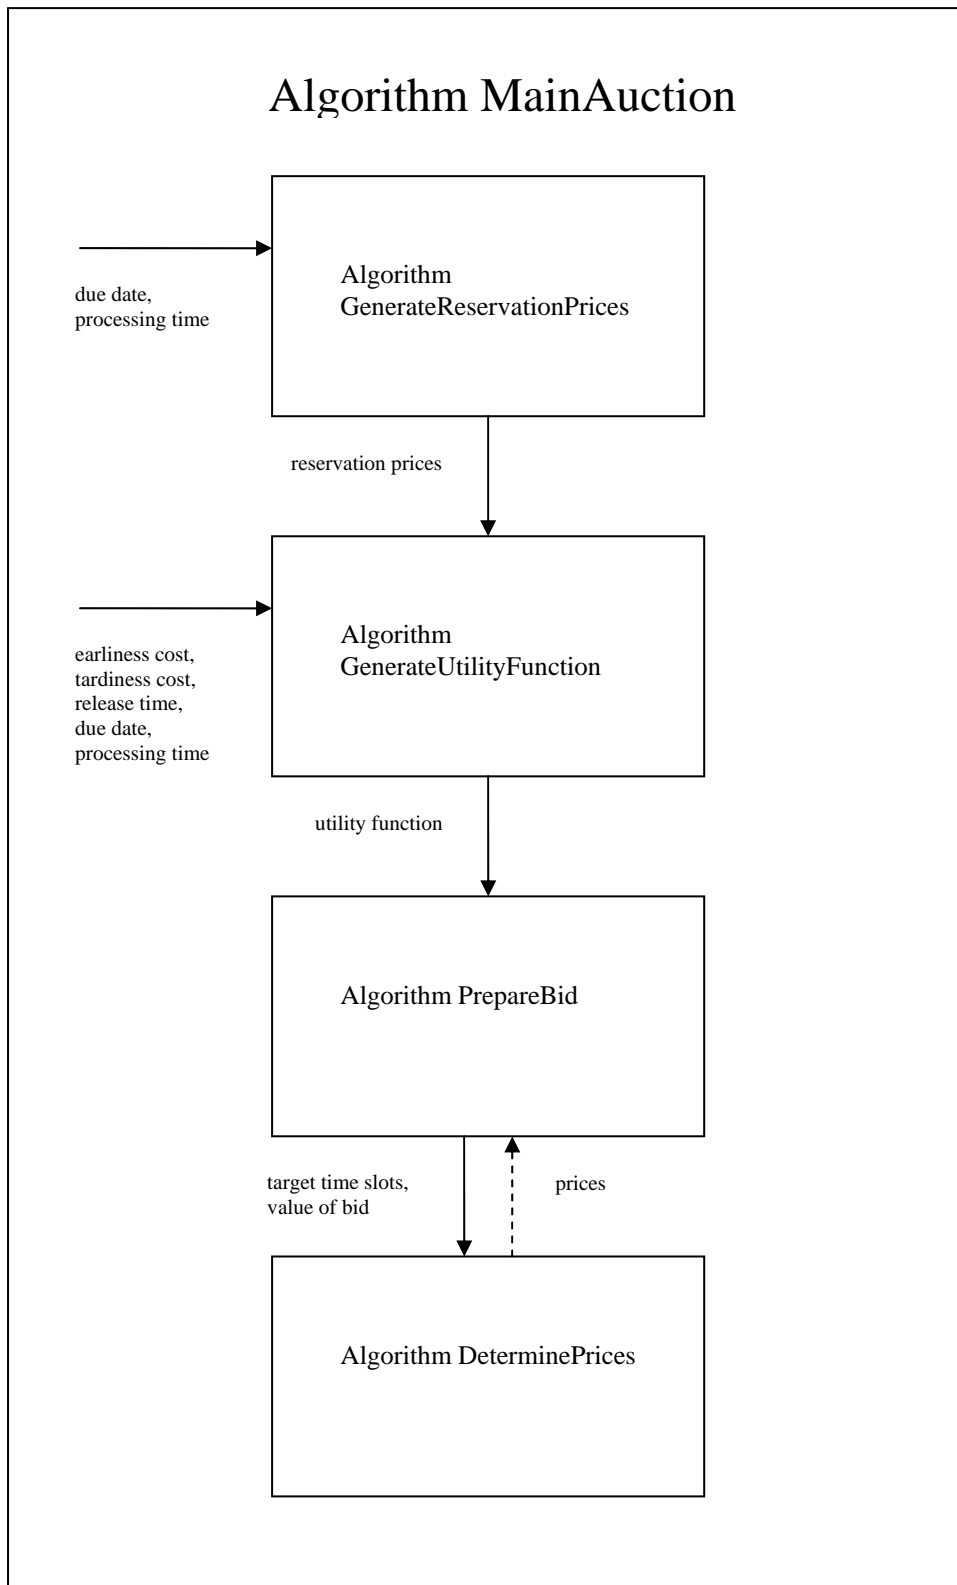 Algorithm MainAuction
Algorithm
GenerateReservationPrices
due date,
processing time
reservation prices
Algorithm
GenerateUtilityFunction
earliness cost,
tardiness cost,
release time,
due date,
processing time
utility function
Algorithm PrepareBid
target time slots,
value of bid
prices
Algorithm DeterminePrices